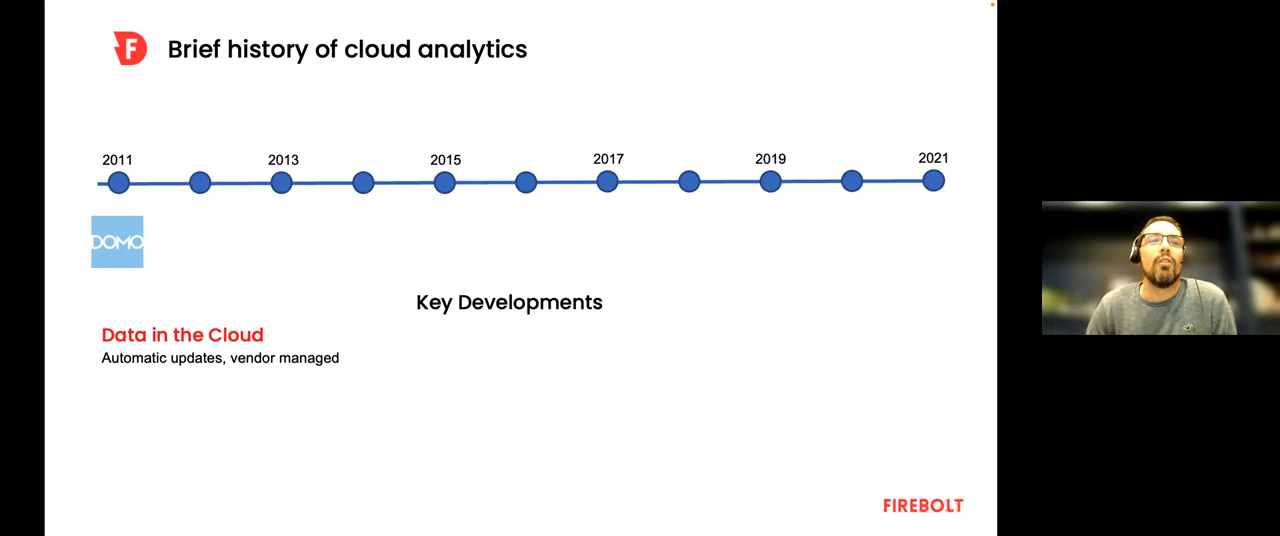 F
Brief history of cloud analytics
2011 2013 2015 2017 2019 2021
DOMO
Key Developments
Data in the Cloud
Automatic updates, vendor managed
FIREBOLT